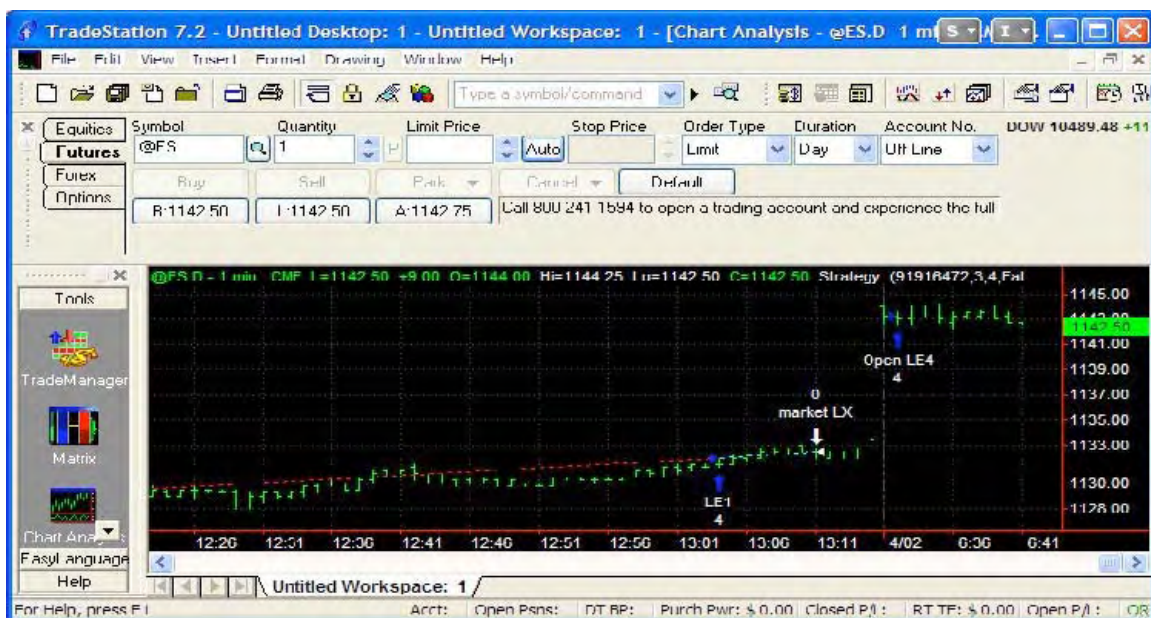 TradeStation 7.2 - Untitled Desktop: 1 - Untitled Workspace: 1 - [Chart Analysis - @ES.D 1 mi
File Edit View Insert Format Drawing Window Help
Type a symbol/command
Equities
Futures
Forex
Options
Symbol Quantity Limit Price Stop Price Order Type Duration Account No. DOW 10489.48 +11
@ES 1 Auto Limit Day Off Line
Buy Sell Park Cancel Default
B:1142.50 L:1142.50 A:1142.75 Call 800 241 1594 to open a trading account and experience the full
@ES.D - 1 min CME L=1142.50 +9.00 O=1144.00 Hi=1144.25 Lo=1142.50 C=1142.50 Strategy (91916472,3,4,Fal
Tools
TradeManager
Matrix
Chart Analysis
EasyLanguage
Help
1145.00
1142.50
1141.00
1139.00
1137.00
1135.00
1133.00
1130.00
1128.00
Open LE4
4
0
market LX
LE1
4
12:26 12:31 12:36 12:41 12:46 12:51 12:56 13:01 13:06 13:11 4/02 6:36 6:41
Untitled Workspace: 1
For Help, press F1 Acct: Open Psns: DT BP: Purch Pwr: $ 0.00 Closed P/L: RT TE: $ 0.00 Open P/L: